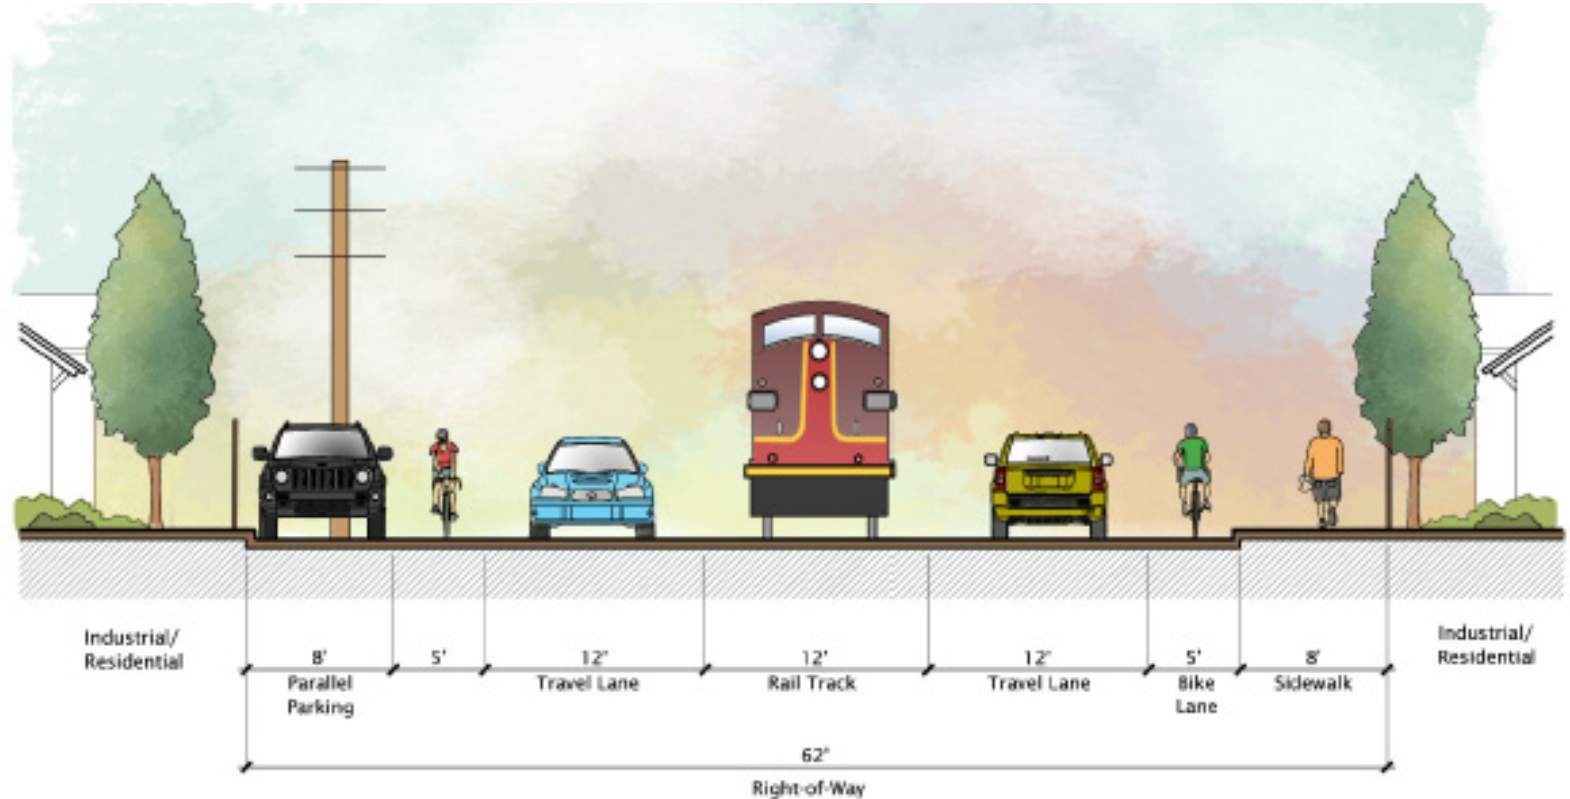 Industrial/
Residential
8'
Parallel
Parking
5'
12'
Travel Lane
12'
Rail Track
12'
Travel Lane
5'
Bike
Lane
8'
Sidewalk
Industrial/
Residential
62'
Right-of-Way